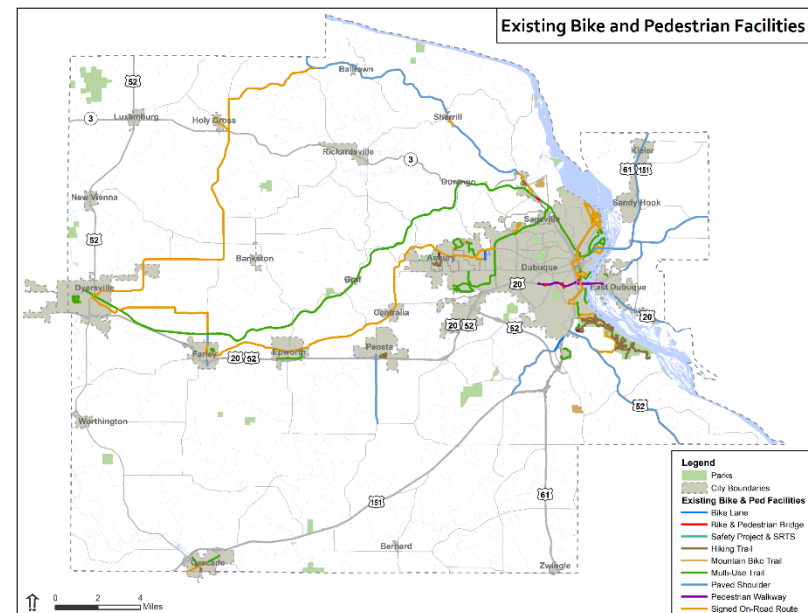 Existing Bike and Pedestrian Facilities
52
Balltown
3
Luxemburg
Holy Cross
Sherrill
Rickardsville
3
Durango
Kieler
61 151
New Vienna
Sandy Hook
Sageville
52
Bankston
Asbury
Dubuque
Dyersville
Graf
20
East Dubuque
Centralia
20 52
52
20
Farley
20 52
Epworth
Peosta
52
Worthington
151
61
Bernard
Cascade
Zwingle
0 2 4
Miles
Legend
Parks
City Boundaries
Existing Bike & Ped Facilities
Bike Lane
Bike & Pedestrian Bridge
Safety Project & SRTS
Hiking Trail
Mountain Bike Trail
Multi-Use Trail
Paved Shoulder
Pedestrian Walkway
Signed On-Road Route